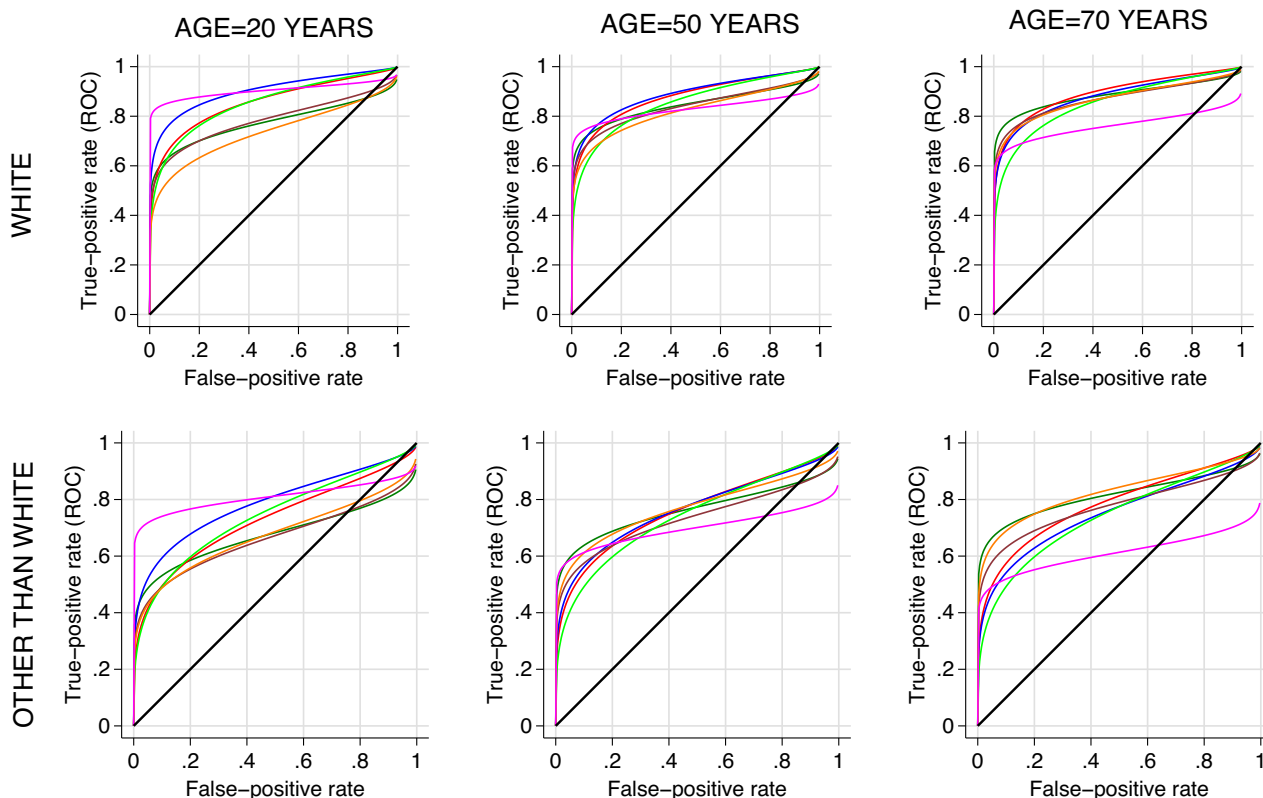 AGE=20 YEARS
AGE=50 YEARS
AGE=70 YEARS
WHITE
True−positive rate (ROC)
1
.8
.6
.4
.2
0
0 .2 .4 .6 .8 1
False−positive rate
True−positive rate (ROC)
1
.8
.6
.4
.2
0
0 .2 .4 .6 .8 1
False−positive rate
True−positive rate (ROC)
1
.8
.6
.4
.2
0
0 .2 .4 .6 .8 1
False−positive rate
OTHER THAN WHITE
True−positive rate (ROC)
1
.8
.6
.4
.2
0
0 .2 .4 .6 .8 1
False−positive rate
True−positive rate (ROC)
1
.8
.6
.4
.2
0
0 .2 .4 .6 .8 1
False−positive rate
True−positive rate (ROC)
1
.8
.6
.4
.2
0
0 .2 .4 .6 .8 1
False−positive rate